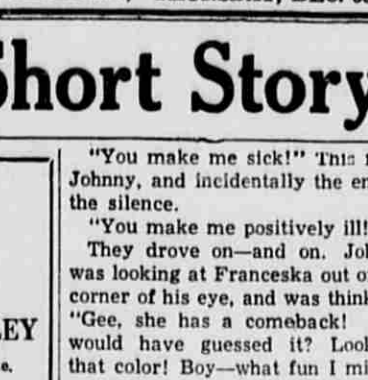 Short Story
"You make me sick!" This
Johnny, and incidentally the
the silence.
"You make me positively ill!
They drove on—and on.
was looking at Franceska out
corner of his eye, and was
"Gee, she has a comeback!
would have guessed it?
that color! Boy—what fun I
LEY